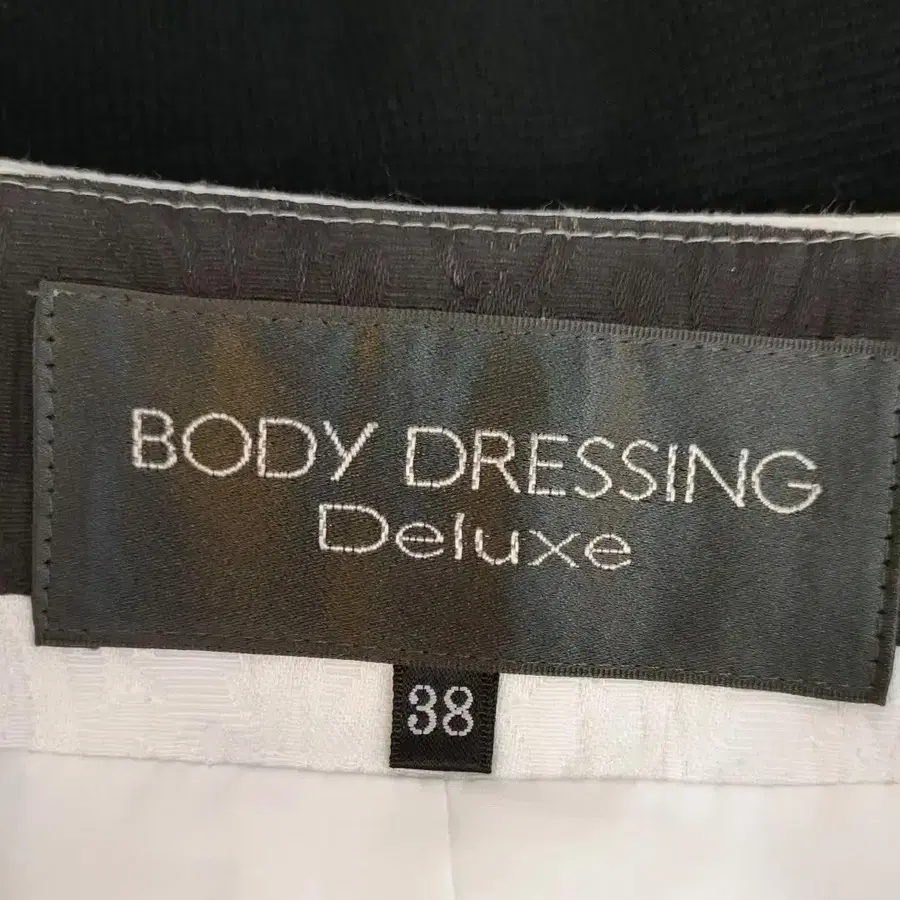 BODY DRESSING
Deluxe
38